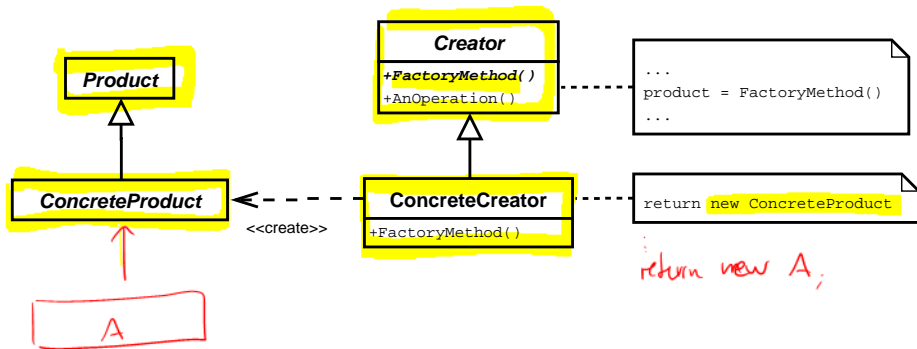 Creator
+FactoryMethod()
+AnOperation()
...
product = FactoryMethod()
...
Product
ConcreteProduct
<<create>>
ConcreteCreator
+FactoryMethod()
return new ConcreteProduct
return new A;
A